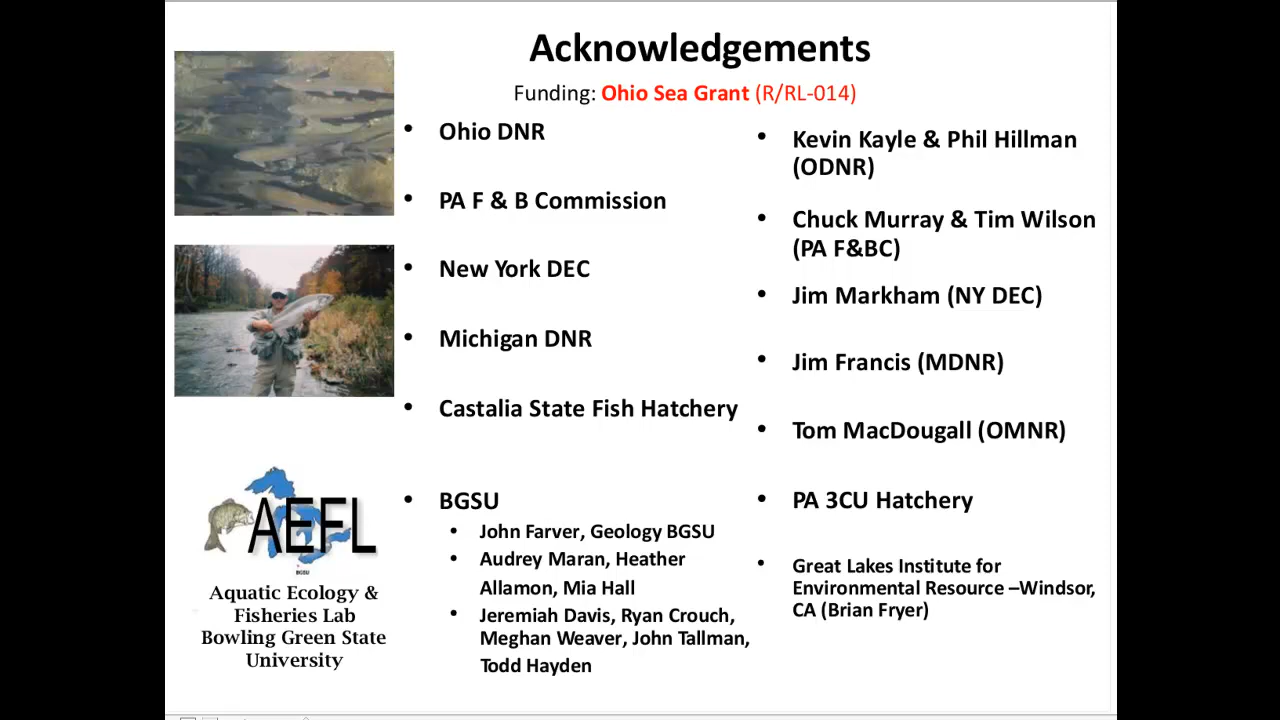 Acknowledgements
Funding: Ohio Sea Grant (R/RL-014)
• Ohio DNR
• PA F & B Commission
• New York DEC
• Michigan DNR
• Castalia State Fish Hatchery
• BGSU
• John Farver, Geology BGSU
• Audrey Maran, Heather
Allamon, Mia Hall
• Jeremiah Davis, Ryan Crouch,
Meghan Weaver, John Tallman,
Todd Hayden
• Kevin Kayle & Phil Hillman
(ODNR)
• Chuck Murray & Tim Wilson
(PA F&BC)
• Jim Markham (NY DEC)
• Jim Francis (MDNR)
• Tom MacDougall (OMNR)
• PA 3CU Hatchery
• Great Lakes Institute for
Environmental Resource –Windsor,
CA (Brian Fryer)
AEFL
BGSU
Aquatic Ecology &
Fisheries Lab
Bowling Green State
University